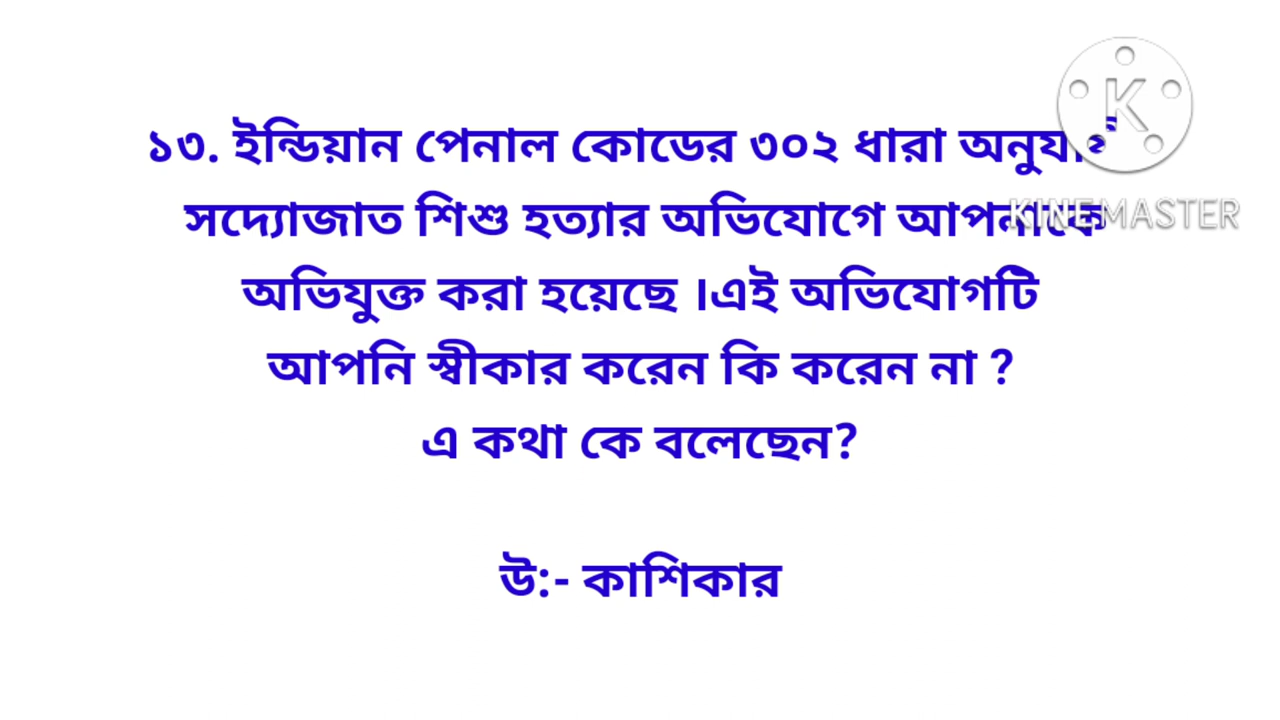 ১৩. ইন্ডিয়ান পেনাল কোডের ৩০২ ধারা অনুযায়ী
সদ্যোজাত শিশু হত্যার অভিযোগে আপনাকে
অভিযুক্ত করা হয়েছে ।এই অভিযোগটি
আপনি স্বীকার করেন কি করেন না ?
এ কথা কে বলেছেন?
উ:- কাশিকার
K
KINEMASTER